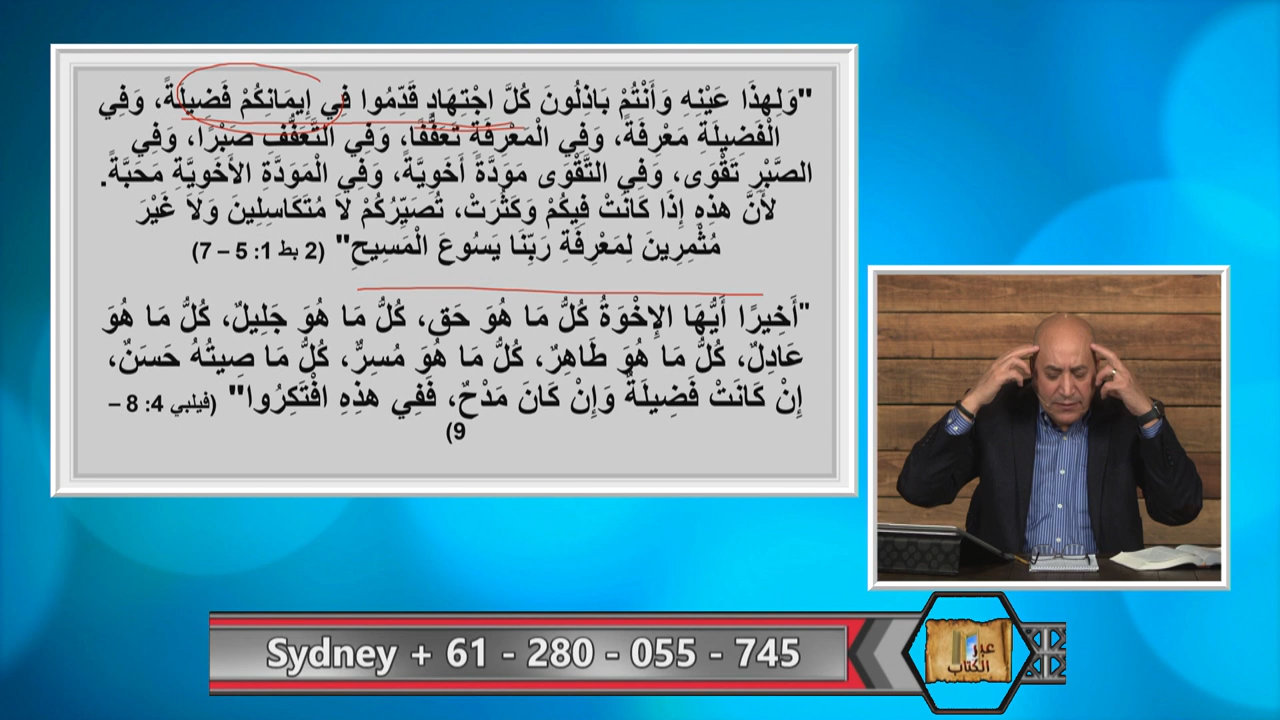 "وَلِهذَا عَيْنِهِ وَأَنْتُمْ بَاذِلُونَ كُلَّ اجْتِهَادٍ قَدِّمُوا فِي إِيمَانِكُمْ فَضِيلَةً، وَفِي
الْفَضِيلَةِ مَعْرِفَةً، وَفِي الْمَعْرِفَةِ تَعَفُّفًا، وَفِي التَّعَفُّفِ صَبْرًا، وَفِي
الصَّبْرِ تَقْوَى، وَفِي التَّقْوَى مَوَدَّةً أَخَوِيَّةً، وَفِي الْمَوَدَّةِ الأَخَوِيَّةِ مَحَبَّةً.
لأَنَّ هذِهِ إِذَا كَانَتْ فِيكُمْ وَكَثُرَتْ، تُصَيِّرُكُمْ لاَ مُتَكَاسِلِينَ وَلاَ غَيْرَ
مُثْمِرِينَ لِمَعْرِفَةِ رَبِّنَا يَسُوعَ الْمَسِيحِ" (2 بط 1: 5 – 7)
"أَخِيرًا أَيُّهَا الإِخْوَةُ كُلُّ مَا هُوَ حَق، كُلُّ مَا هُوَ جَلِيلٌ، كُلُّ مَا هُوَ
عَادِلٌ، كُلُّ مَا هُوَ طَاهِرٌ، كُلُّ مَا هُوَ مُسِرٌّ، كُلُّ مَا صِيتُهُ حَسَنٌ،
إِنْ كَانَتْ فَضِيلَةٌ وَإِنْ كَانَ مَدْحٌ، فَفِي هذِهِ افْتَكِرُوا" (فيلبي 4: 8 –
9)
Sydney + 61 - 280 - 055 - 745
عبر
الكتاب